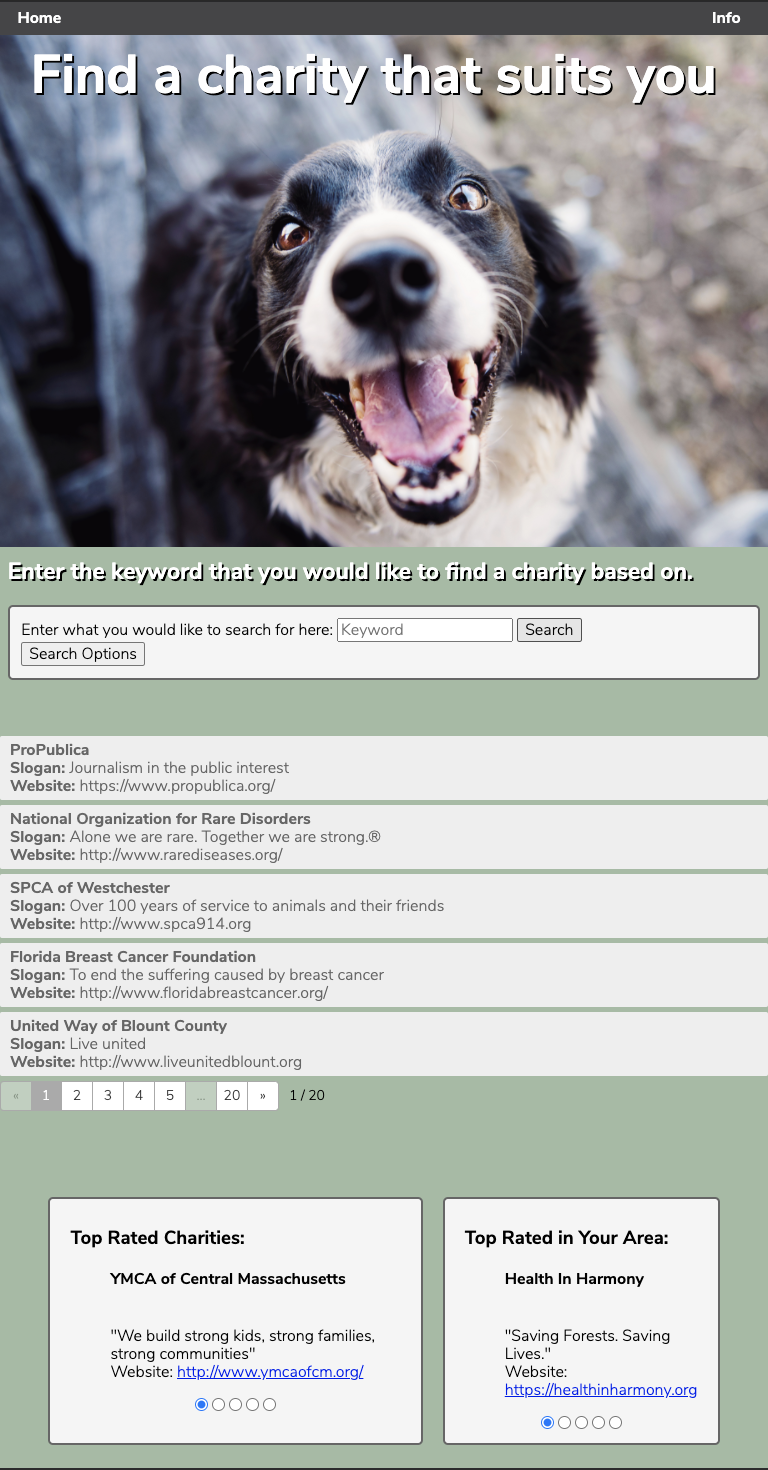 Home Info
Find a charity that suits you
Enter the keyword that you would like to find a charity based on.
Enter what you would like to search for here: Keyword Search
Search Options
ProPublica
Slogan: Journalism in the public interest
Website: https://www.propublica.org/
National Organization for Rare Disorders
Slogan: Alone we are rare. Together we are strong.®
Website: http://www.rarediseases.org/
SPCA of Westchester
Slogan: Over 100 years of service to animals and their friends
Website: http://www.spca914.org
Florida Breast Cancer Foundation
Slogan: To end the suffering caused by breast cancer
Website: http://www.floridabreastcancer.org/
United Way of Blount County
Slogan: Live united
Website: http://www.liveunitedblount.org
« 1 2 3 4 5 ... 20 » 1 / 20
Top Rated Charities:
YMCA of Central Massachusetts
"We build strong kids, strong families,
strong communities"
Website: http://www.ymcaofcm.org/
Top Rated in Your Area:
Health In Harmony
"Saving Forests. Saving
Lives."
Website:
https://healthinharmony.org